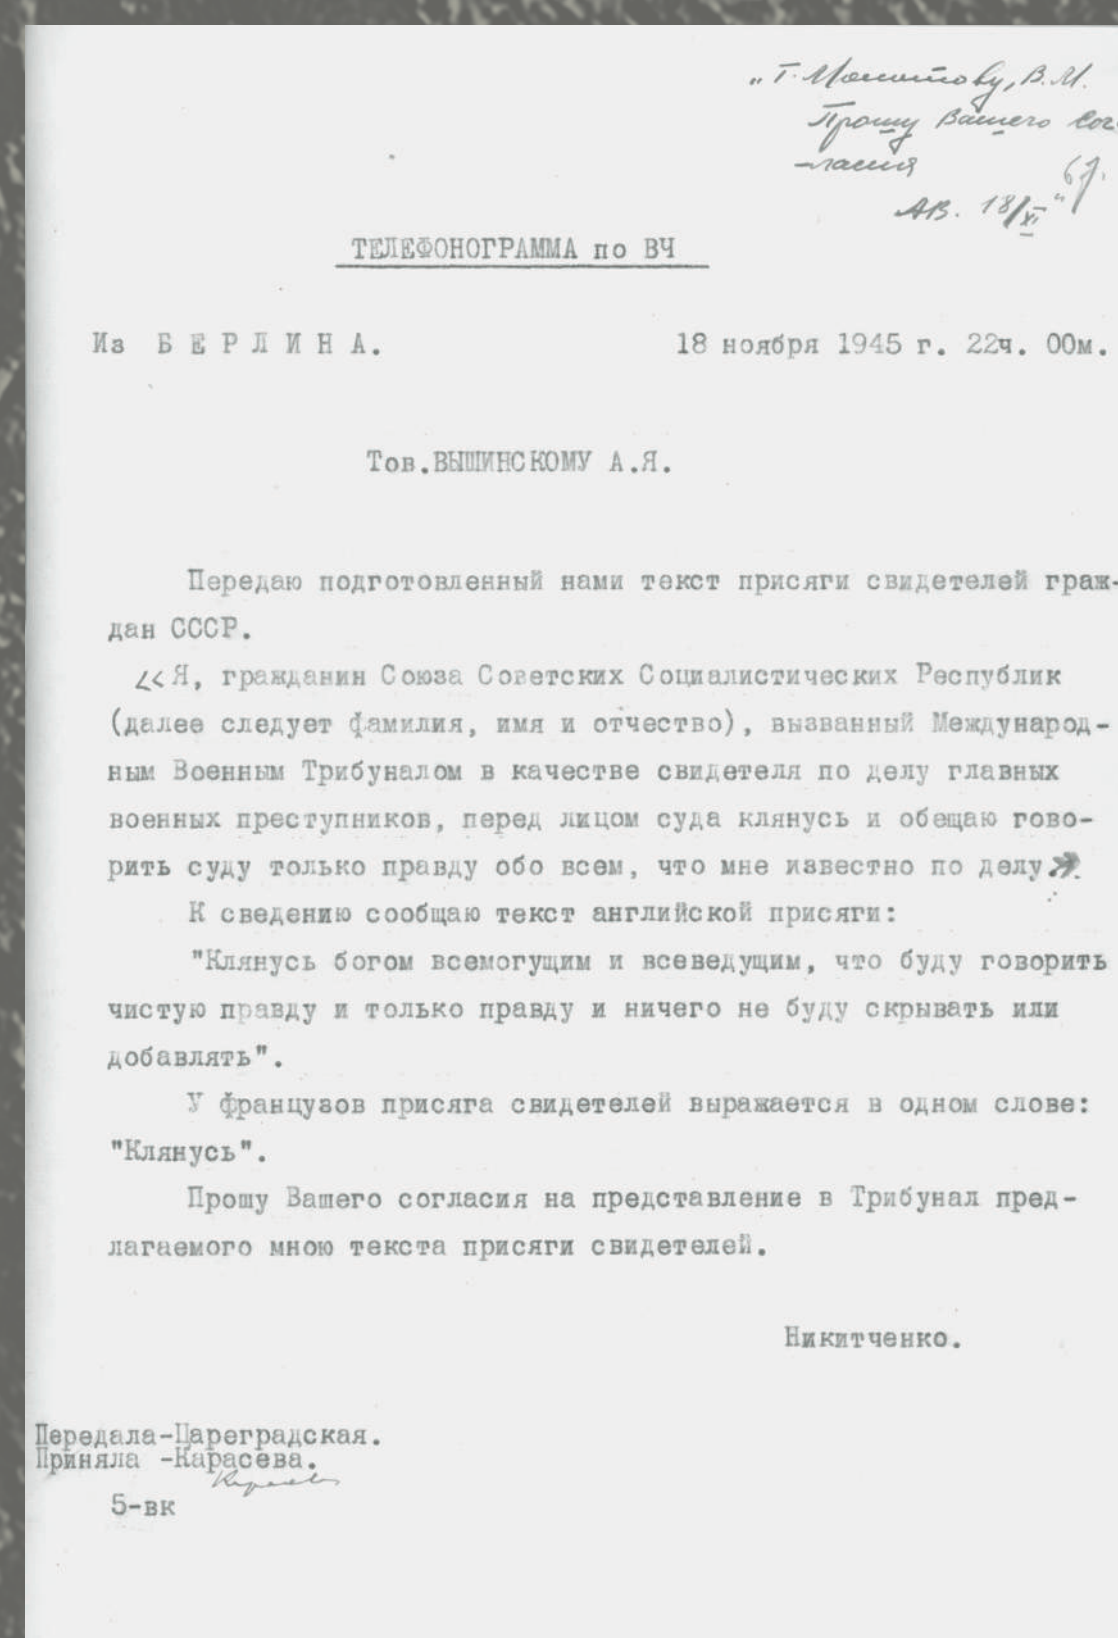 „Т. Молотову, В.М.
Прошу Вашего сог-
-ласия
АВ. 18/XI"
ТЕЛЕФОНОГРАММА по ВЧ
Из Б Е Р Л И Н А. 18 ноября 1945 г. 22ч. 00м.
Тов.ВЫШИНСКОМУ А.Я.
Передаю подготовленный нами текст присяги свидетелей граж-
дан СССР.
«Я, гражданин Союза Советских Социалистических Республик
(далее следует фамилия, имя и отчество), вызванный Международ-
ным Военным Трибуналом в качестве свидетеля по делу главных
военных преступников, перед лицом суда клянусь и обещаю гово-
рить суду только правду обо всем, что мне известно по делу.»
К сведению сообщаю текст английской присяги:
"Клянусь богом всемогущим и всеведущим, что буду говорить
чистую правду и только правду и ничего не буду скрывать или
добавлять".
У французов присяга свидетелей выражается в одном слове:
"Клянусь".
Прошу Вашего согласия на представление в Трибунал пред-
лагаемого мною текста присяги свидетелей.
Никитченко.
Передала-Цареградская.
Приняла -Карасева.
5-вк